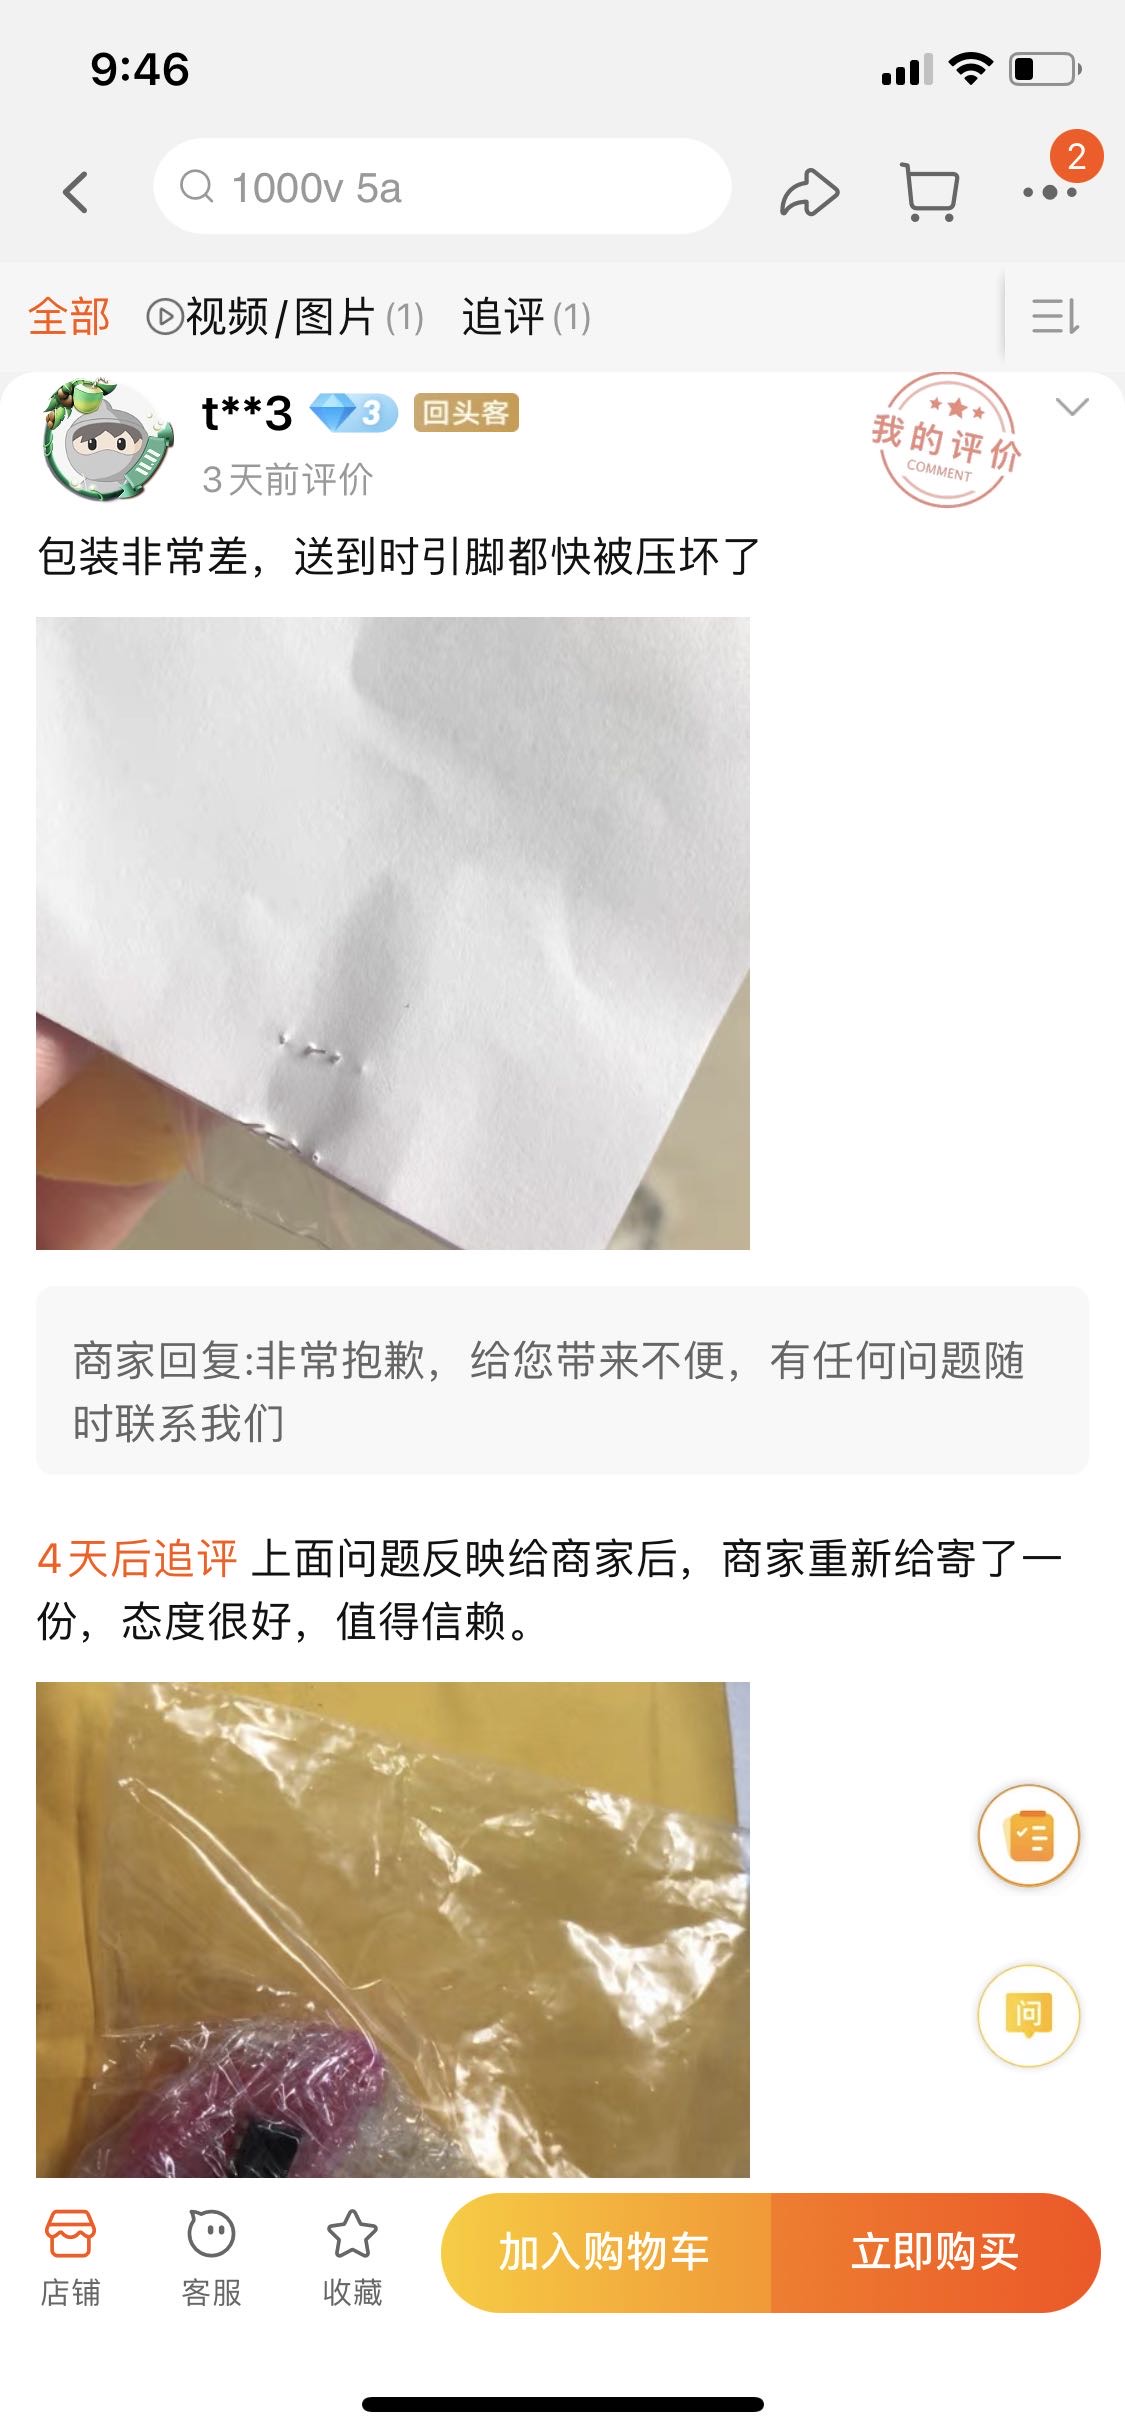 9:46
1000v 5a
2
全部 视频/图片(1) 追评(1)
t**3 3 回头客
3天前评价
我的评价
COMMENT
包装非常差，送到时引脚都快被压坏了
商家回复:非常抱歉，给您带来不便，有任何问题随
时联系我们
4天后追评 上面问题反映给商家后，商家重新给寄了一
份，态度很好，值得信赖。
问
店铺 客服 收藏 加入购物车 立即购买